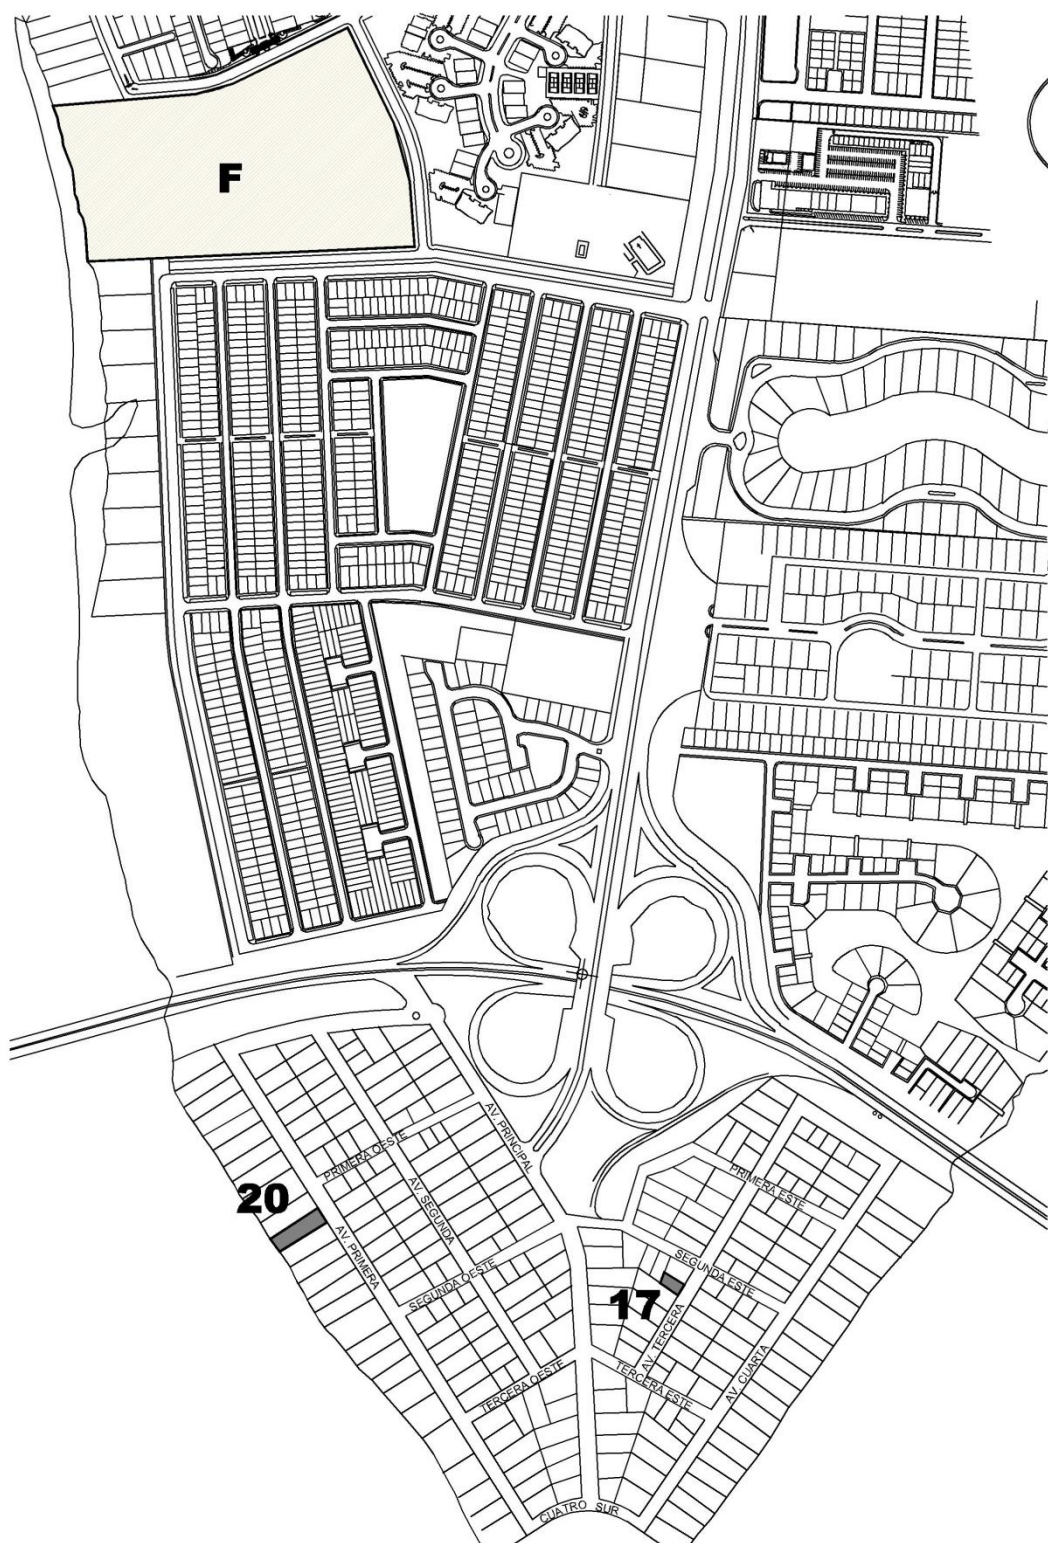 F
AV. PRINCIPAL
PRIMERA OESTE
PRIMERA ESTE
AV. SEGUNDA
20
AV. PRIMERA
SEGUNDA OESTE
SEGUNDA ESTE
17
AV. TERCERA
TERCERA OESTE
TERCERA ESTE
AV. CUARTA
CUATRO SUR